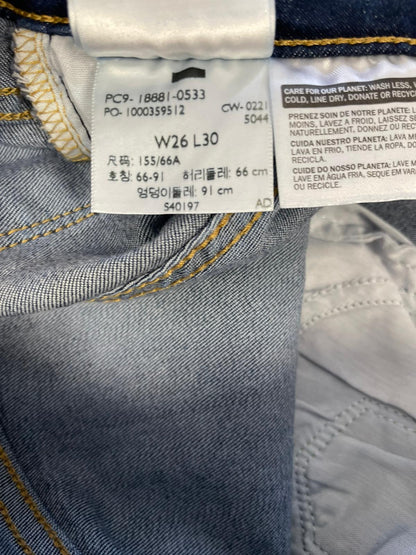 PC9- 18881-0533
PO- 1000359512
CW- 0221
5044
W26 L30
尺码: 155/66A
호칭: 66-91 허리둘레: 66 cm
엉덩이둘레: 91 cm
S40197
AD
CARE FOR OUR PLANET: WASH LESS, 
COLD, LINE DRY, DONATE OR RECYC
PRENEZ SOIN DE NOTRE PLANÈTE: 
MOINS, LAVEZ À FROID, LAISSEZ 
NATURELLEMENT, DONNEZ OU RECY
CUIDA NUESTRO PLANETA: LAVA 
LAVA EN FRIO, TIENDE LA ROPA, DO
O RECICLA.
CUIDE DO NOSSO PLANETA: LAVE M
LAVE EM ÁGUA FRIA, SEQUE EM VAR
OU RECICLE.